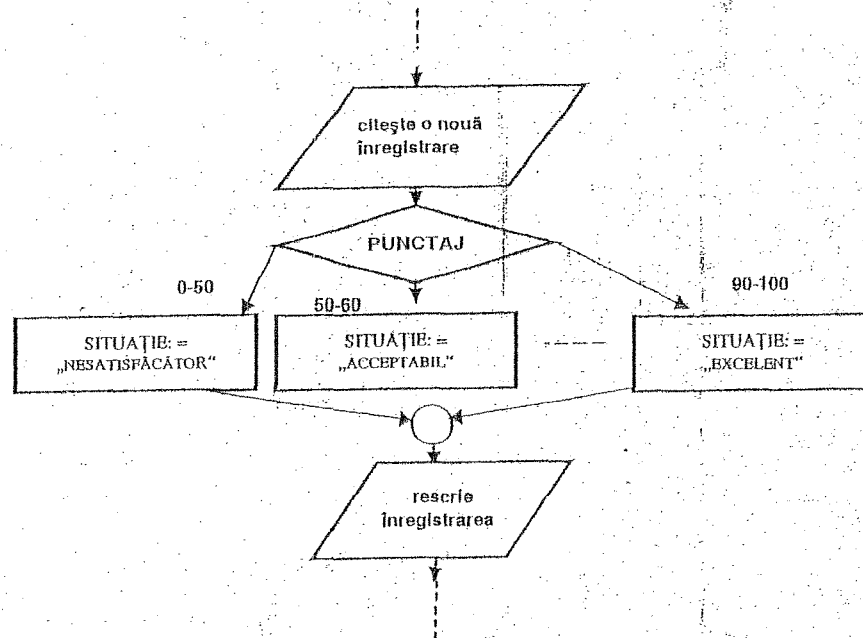 citește o nouă
înregistrare
PUNCTAJ
0-50
50-60
90-100
SITUAȚIE: =
„NESATISFĂCĂTOR“
SITUAȚIE: =
„ACCEPTABIL“
SITUAȚIE: =
„EXCELENT“
rescrie
înregistrarea